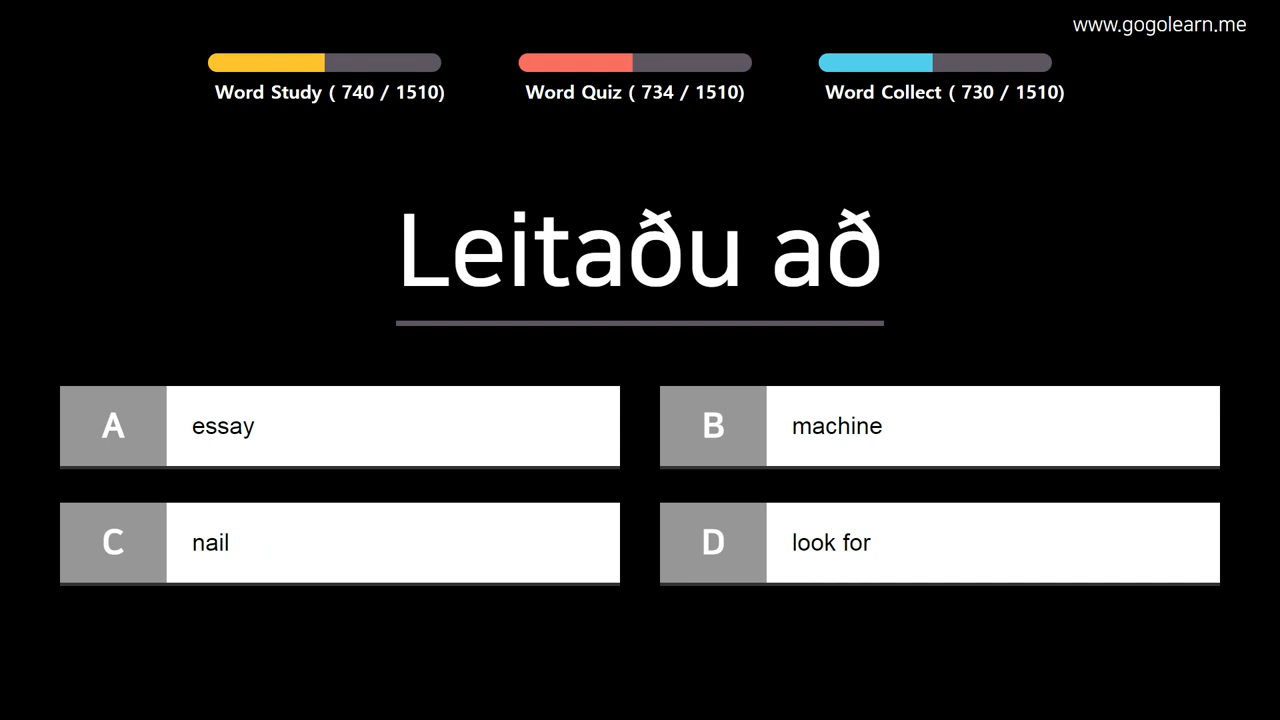 www.gogolearn.me
Word Study ( 740 / 1510)
Word Quiz ( 734 / 1510)
Word Collect ( 730 / 1510)
Leitaðu að
A essay
B machine
C nail
D look for